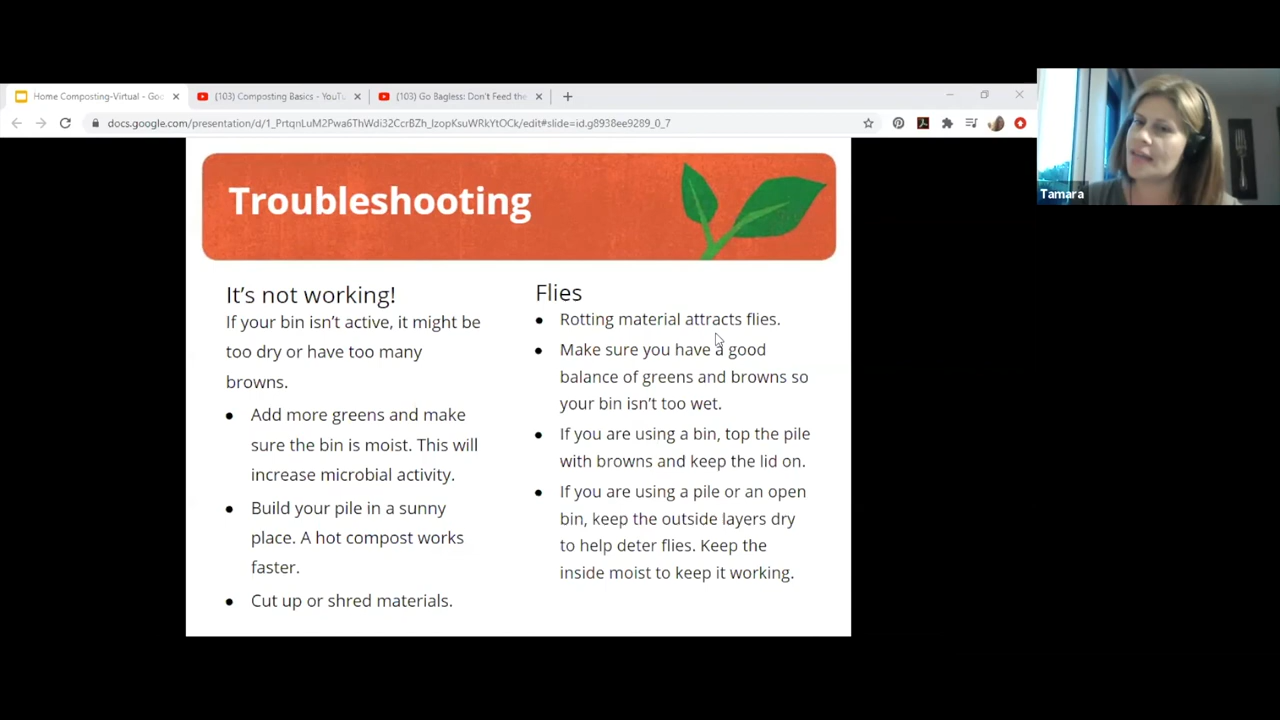 Home Composting-Virtual - Goo
(103) Composting Basics - YouTu
(103) Go Bagless: Don't Feed the
docs.google.com/presentation/d/1_PrtqnLuM2Pwa6ThWdi32CcrBZh_IzopKsuWRkYtOCk/edit#slide=id.g8938ee9289_0_7
Tamara
Troubleshooting
It's not working!
If your bin isn't active, it might be
too dry or have too many
browns.
Add more greens and make
sure the bin is moist. This will
increase microbial activity.
Build your pile in a sunny
place. A hot compost works
faster.
Cut up or shred materials.
Flies
Rotting material attracts flies.
Make sure you have a good
balance of greens and browns so
your bin isn't too wet.
If you are using a bin, top the pile
with browns and keep the lid on.
If you are using a pile or an open
bin, keep the outside layers dry
to help deter flies. Keep the
inside moist to keep it working.